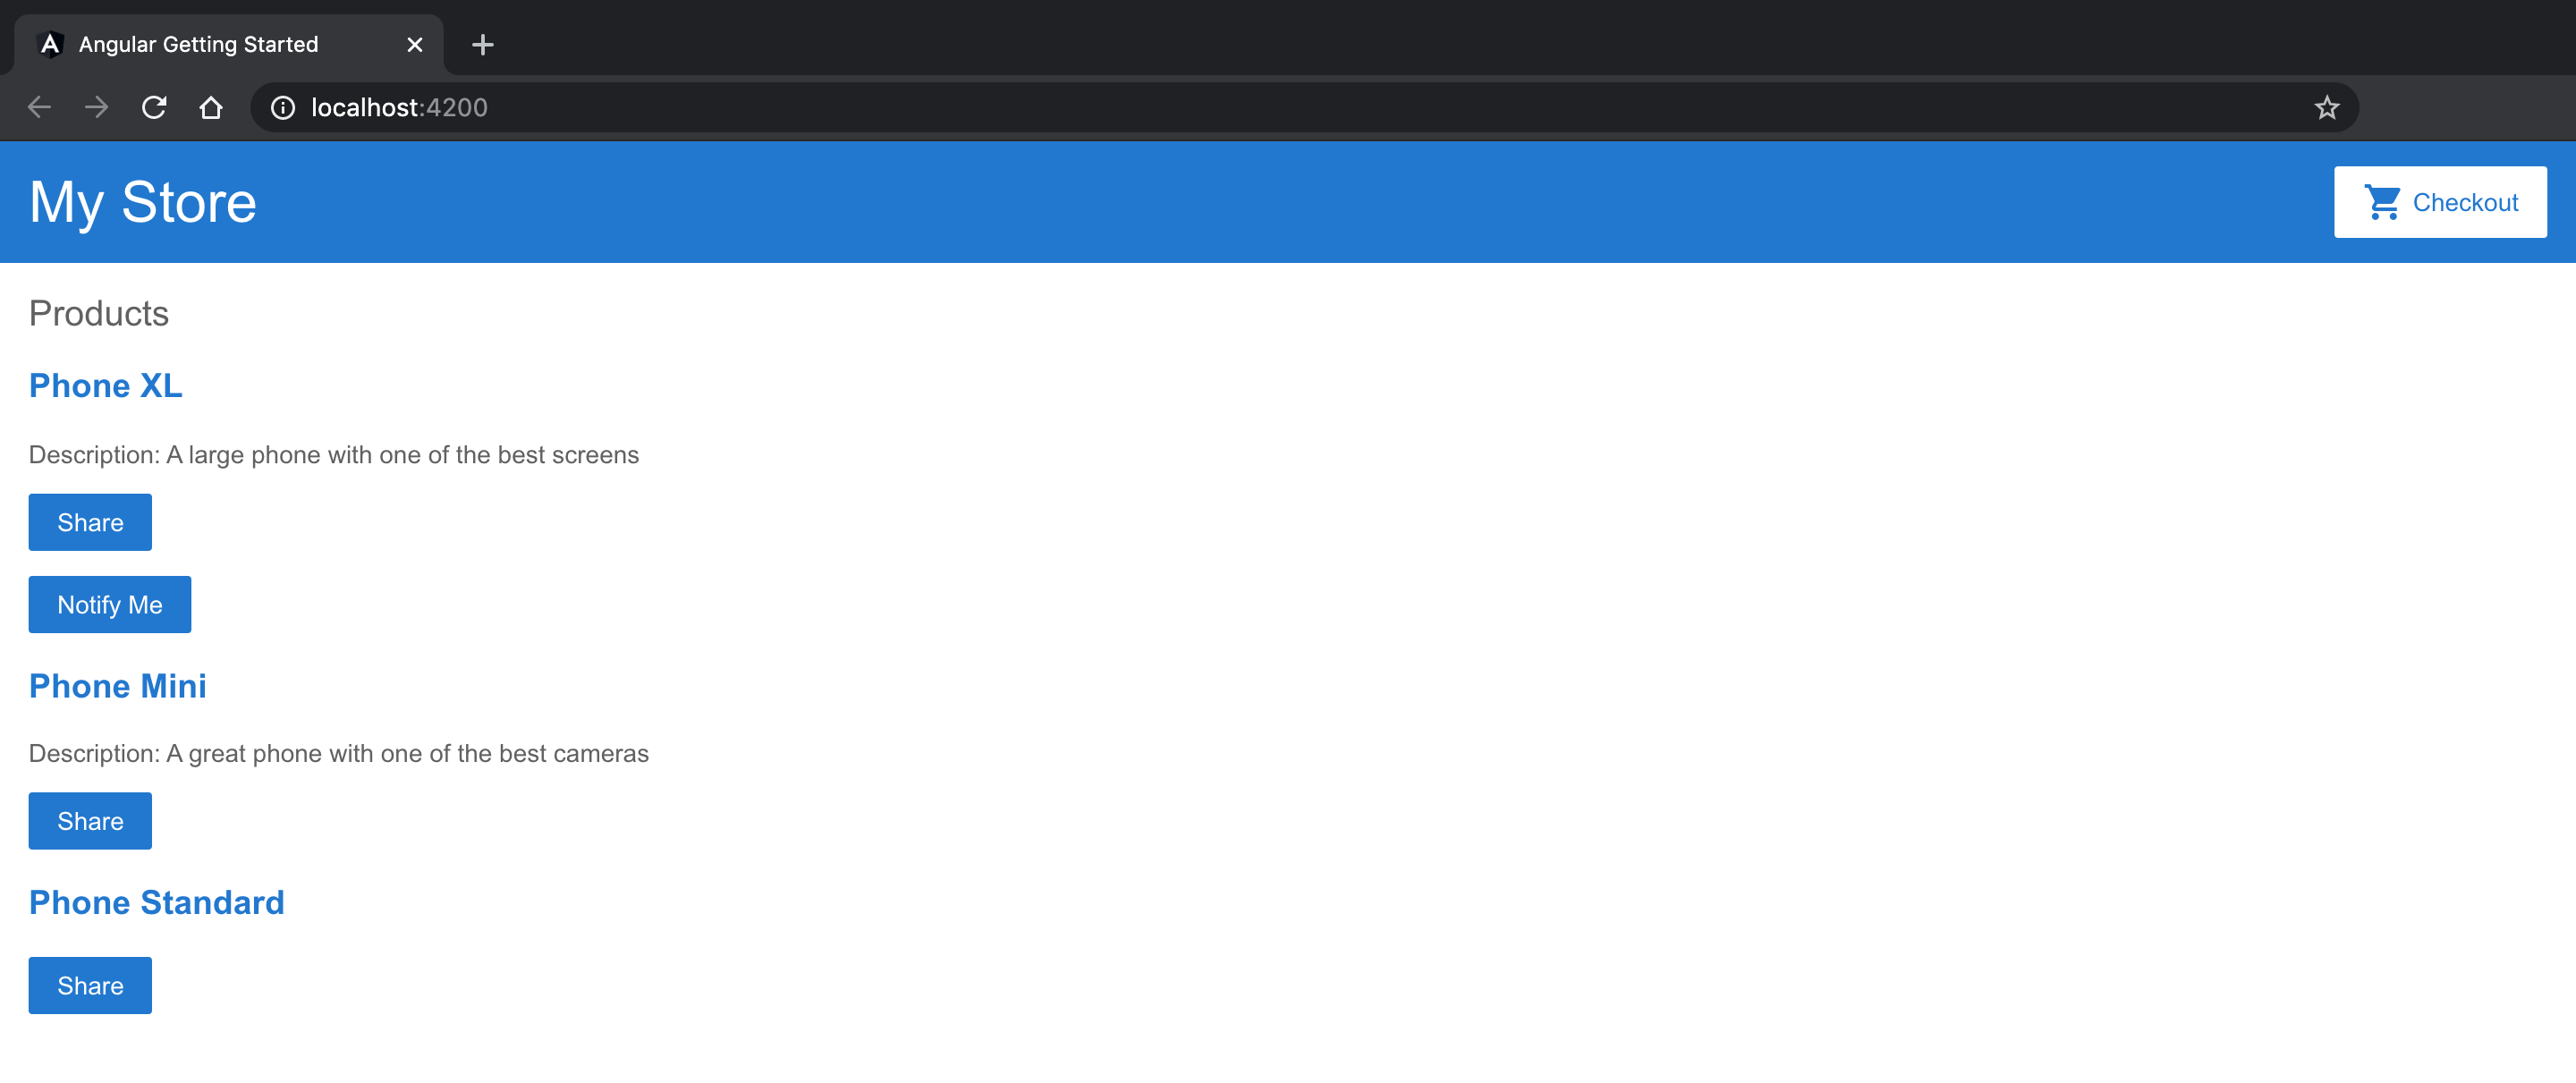 Angular Getting Started
localhost:4200
My Store
Checkout
Products
Phone XL
Description: A large phone with one of the best screens
Share
Notify Me
Phone Mini
Description: A great phone with one of the best cameras
Share
Phone Standard
Share